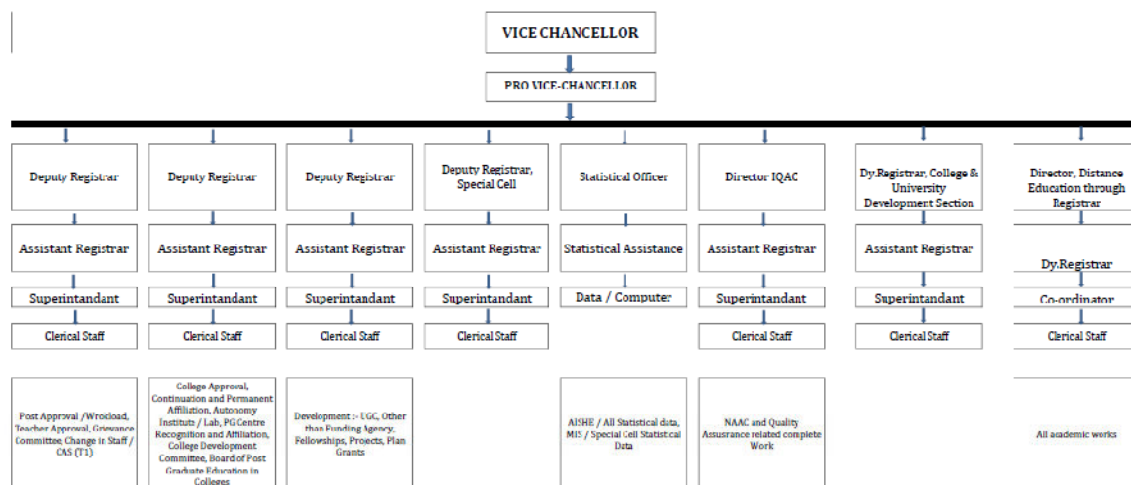 VICE CHANCELLOR
PRO VICE-CHANCELLOR
Deputy Registrar
Deputy Registrar
Deputy Registrar
Deputy Registrar,
Special Cell
Statistical Officer
Director IQAC
Dy.Registrar, College &
University
Development Section
Director, Distance
Education through
Registrar
Assistant Registrar
Assistant Registrar
Assistant Registrar
Assistant Registrar
Statistical Assistance
Assistant Registrar
Assistant Registrar
Dy.Registrar
Superintandant
Superintandant
Superintandant
Superintandant
Data / Computer
Superintandant
Superintandant
Co-ordinator
Clerical Staff
Clerical Staff
Clerical Staff
Clerical Staff
Clerical Staff
Clerical Staff
Clerical Staff
Post Approval /Wrokload,
Teacher Approval, Grievance
Committee, Change in Staff /
CAS (T1)
College Approval,
Continuation and Permanent
Affiliation, Autonomy
Institute / Lab, PG Centre
Recognition and Affiliation,
College Development
Committee, Board of Post
Graduate Education in
Colleges
Development :- UGC, Other
than Funding Agency,
Fellowships, Projects, Plan
Grants
AISHE / All Statistical data,
MIS / Special Cell Statistical
Data
NAAC and Quality
Assusrance related complete
Work
All academic works